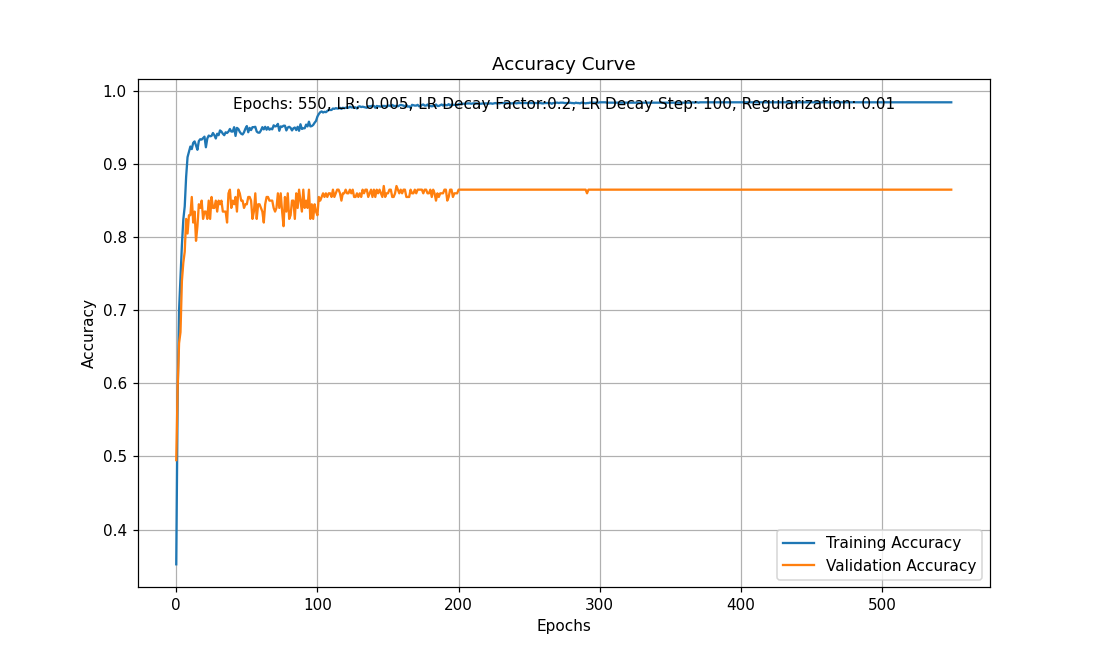 Accuracy Curve
Epochs: 550, LR: 0.005, LR Decay Factor:0.2, LR Decay Step: 100, Regularization: 0.01
1.0
0.9
0.8
0.7
0.6
0.5
0.4
Accuracy
Training Accuracy
Validation Accuracy
0 100 200 300 400 500
Epochs